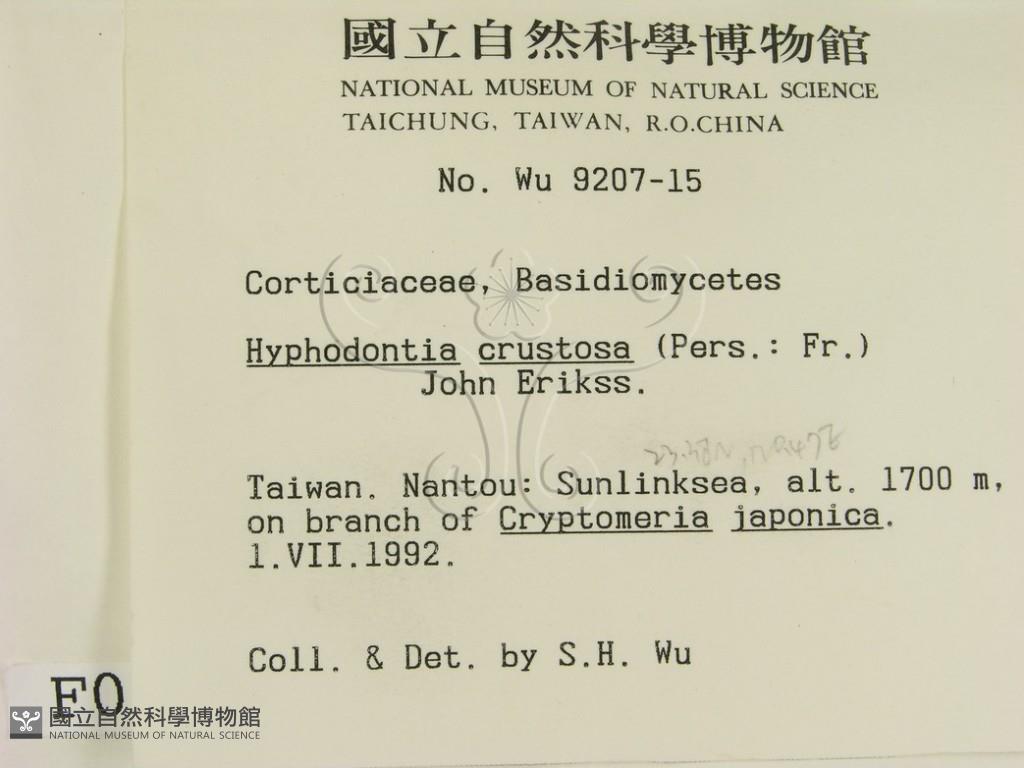 國立自然科學博物館
NATIONAL MUSEUM OF NATURAL SCIENCE
TAICHUNG, TAIWAN, R.O.CHINA
No. Wu 9207-15
Corticiaceae, Basidiomycetes
Hyphodontia crustosa (Pers.: Fr.)
John Erikss.
Taiwan. Nantou: Sunlinksea, alt. 1700 m,
on branch of Cryptomeria japonica.
1.VII.1992.
Coll. & Det. by S.H. Wu
F0
國立自然科學博物館
NATIONAL MUSEUM OF NATURAL SCIENCE